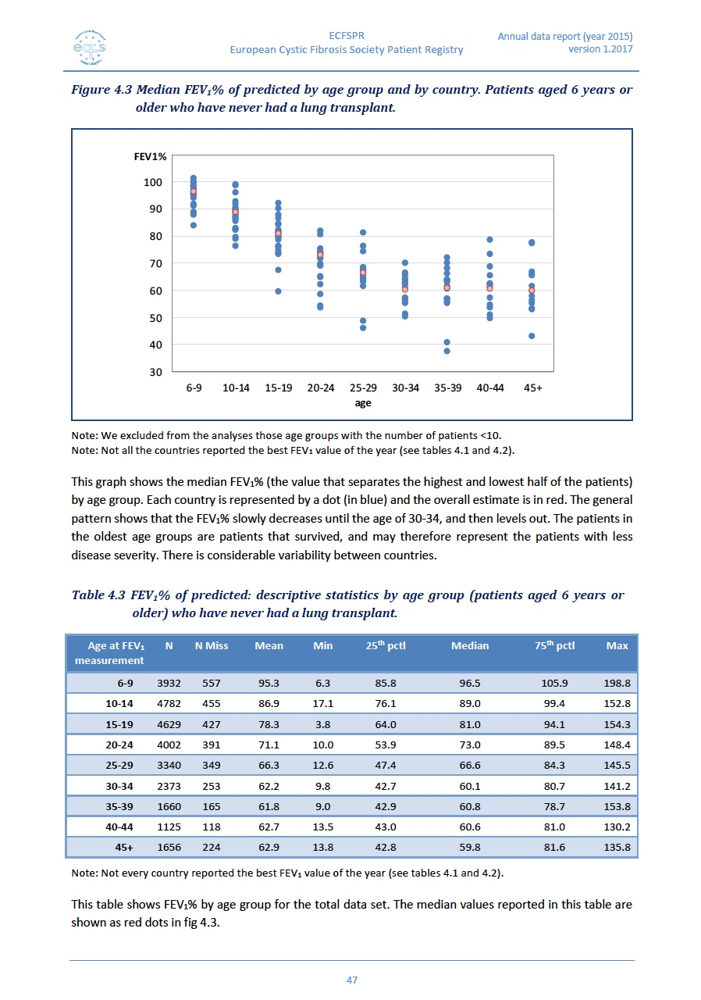 ecfs
ECFSPR
European Cystic Fibrosis Society Patient Registry
Annual data report (year 2015)
version 1.2017
Figure 4.3 Median FEV₁% of predicted by age group and by country. Patients aged 6 years or
older who have never had a lung transplant.
FEV1%
100
90
80
70
60
50
40
30
6-9 10-14 15-19 20-24 25-29 30-34 35-39 40-44 45+
age
Note: We excluded from the analyses those age groups with the number of patients <10.
Note: Not all the countries reported the best FEV₁ value of the year (see tables 4.1 and 4.2).
This graph shows the median FEV₁% (the value that separates the highest and lowest half of the patients)
by age group. Each country is represented by a dot (in blue) and the overall estimate is in red. The general
pattern shows that the FEV₁% slowly decreases until the age of 30-34, and then levels out. The patients in
the oldest age groups are patients that survived, and may therefore represent the patients with less
disease severity. There is considerable variability between countries.
Table 4.3 FEV₁% of predicted: descriptive statistics by age group (patients aged 6 years or
older) who have never had a lung transplant.
Age at FEV₁ N N Miss Mean Min 25th pctl Median 75th pctl Max
measurement
6-9 3932 557 95.3 6.3 85.8 96.5 105.9 198.8
10-14 4782 455 86.9 17.1 76.1 89.0 99.4 152.8
15-19 4629 427 78.3 3.8 64.0 81.0 94.1 154.3
20-24 4002 391 71.1 10.0 53.9 73.0 89.5 148.4
25-29 3340 349 66.3 12.6 47.4 66.6 84.3 145.5
30-34 2373 253 62.2 9.8 42.7 60.1 80.7 141.2
35-39 1660 165 61.8 9.0 42.9 60.8 78.7 153.8
40-44 1125 118 62.7 13.5 43.0 60.6 81.0 130.2
45+ 1656 224 62.9 13.8 42.8 59.8 81.6 135.8
Note: Not every country reported the best FEV₁ value of the year (see tables 4.1 and 4.2).
This table shows FEV₁% by age group for the total data set. The median values reported in this table are
shown as red dots in fig 4.3.
47